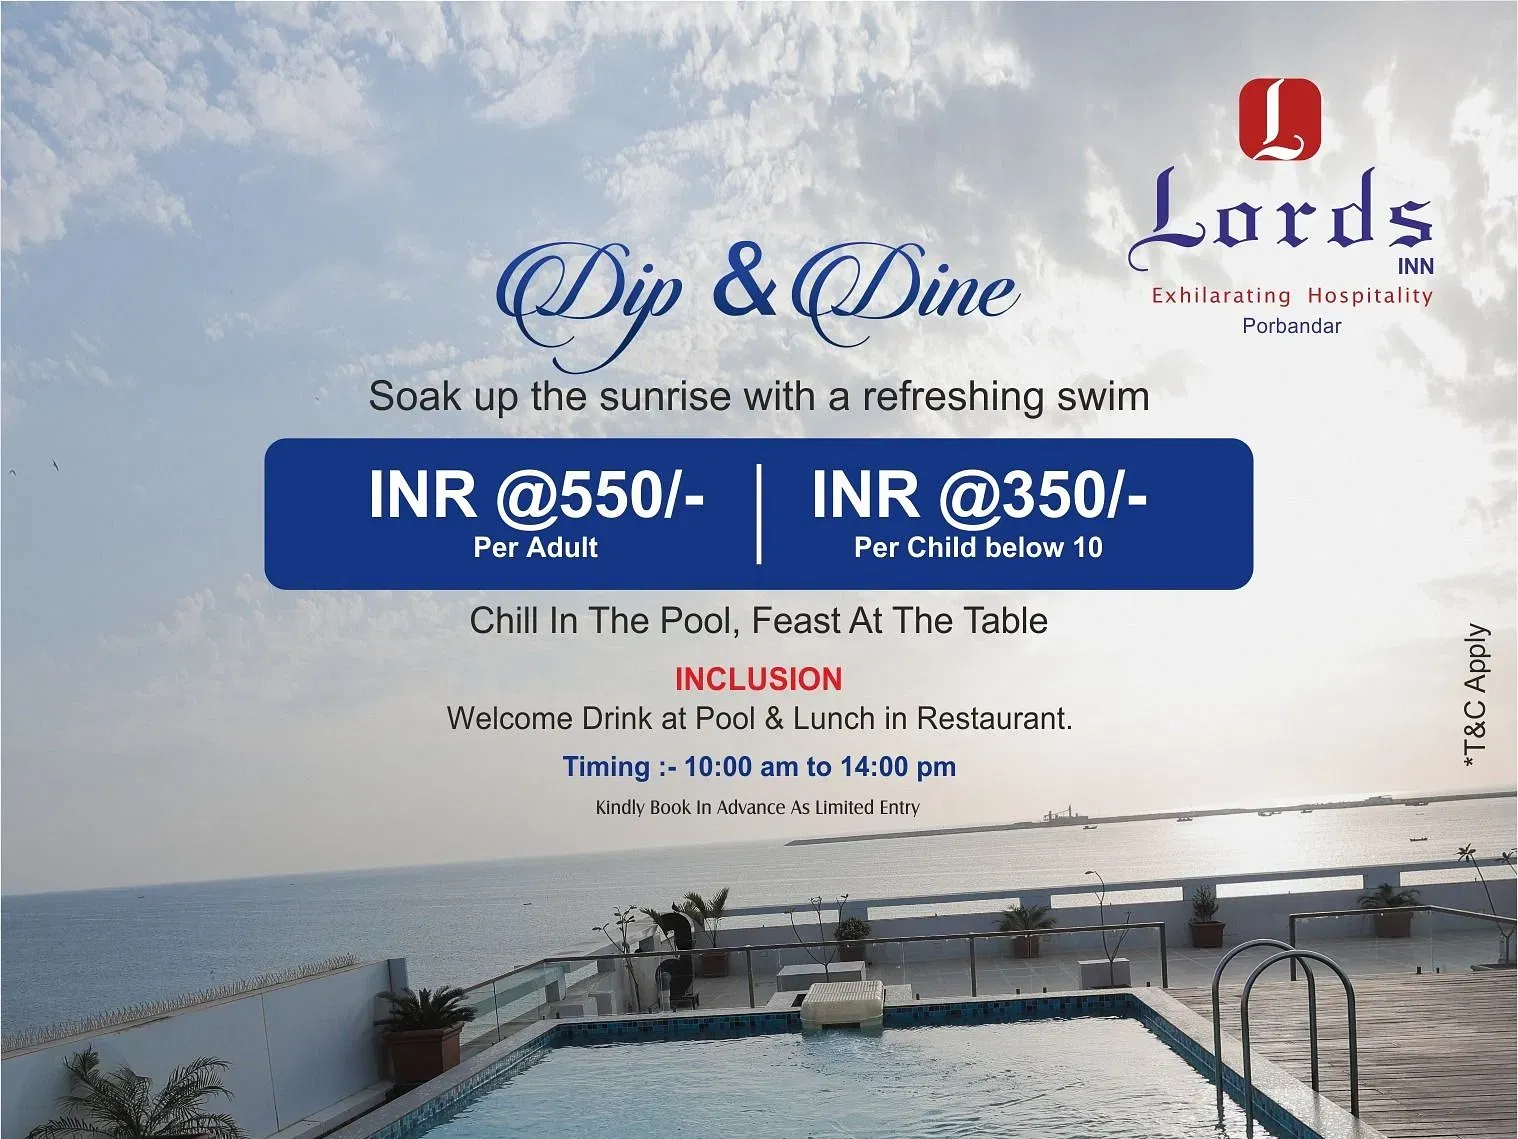 L
Lords
INN
Exhilarating Hospitality
Porbandar
Dip & Dine
Soak up the sunrise with a refreshing swim
INR @550/-
Per Adult
INR @350/-
Per Child below 10
Chill In The Pool, Feast At The Table
INCLUSION
Welcome Drink at Pool & Lunch in Restaurant.
Timing :- 10:00 am to 14:00 pm
Kindly Book In Advance As Limited Entry
*T&C Apply